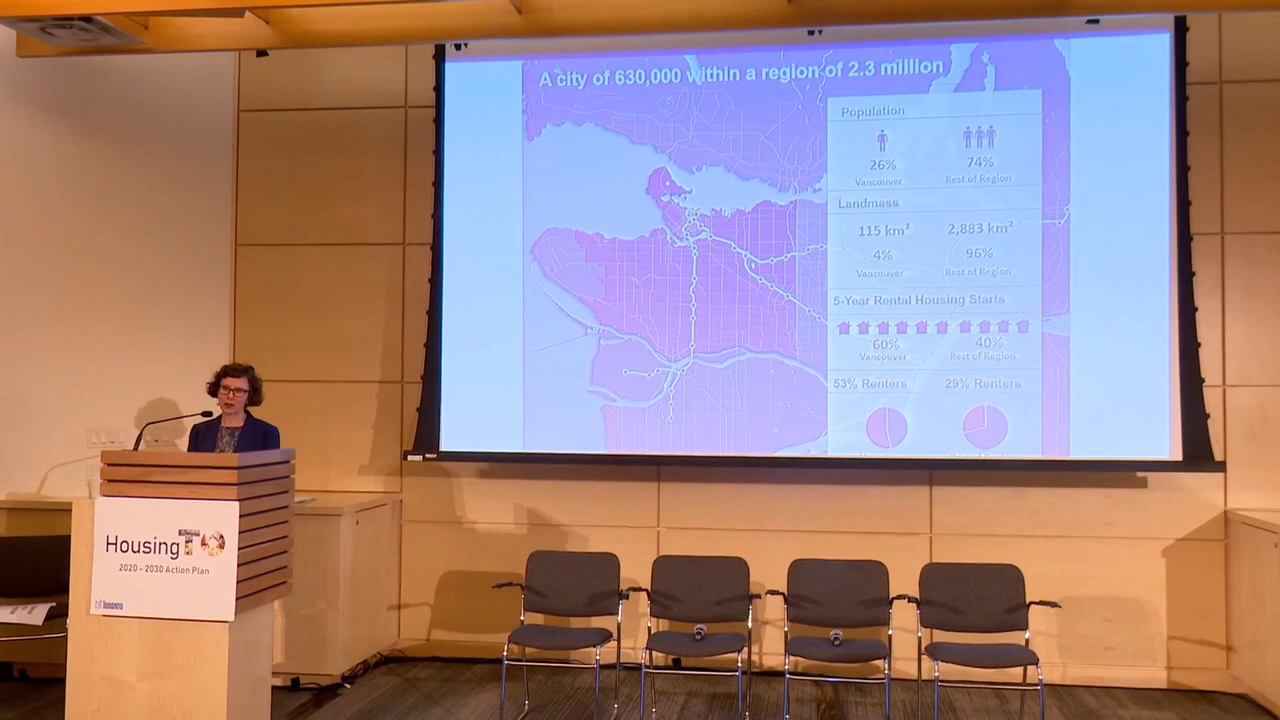 A city of 630,000 within a region of 2.3 million
Population
26% 74%
Vancouver Rest of Region
Landmass
115 km² 2,883 km²
4% 96%
Vancouver Rest of Region
5-Year Rental Housing Starts
60% 40%
Vancouver Rest of Region
53% Renters 29% Renters
HousingTO
2020 - 2030 Action Plan
TORONTO